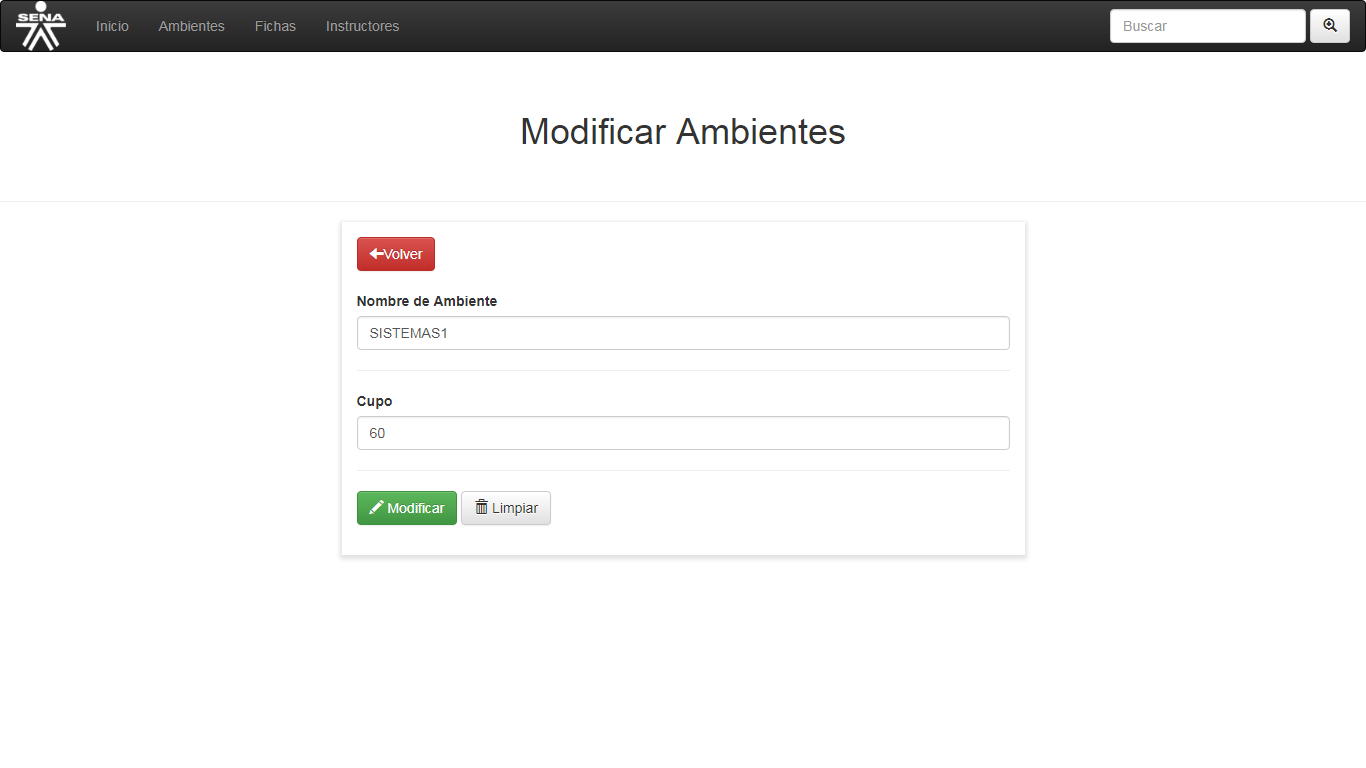 SENA
Inicio Ambientes Fichas Instructores Buscar
Modificar Ambientes
Volver
Nombre de Ambiente
SISTEMAS1
Cupo
60
Modificar Limpiar